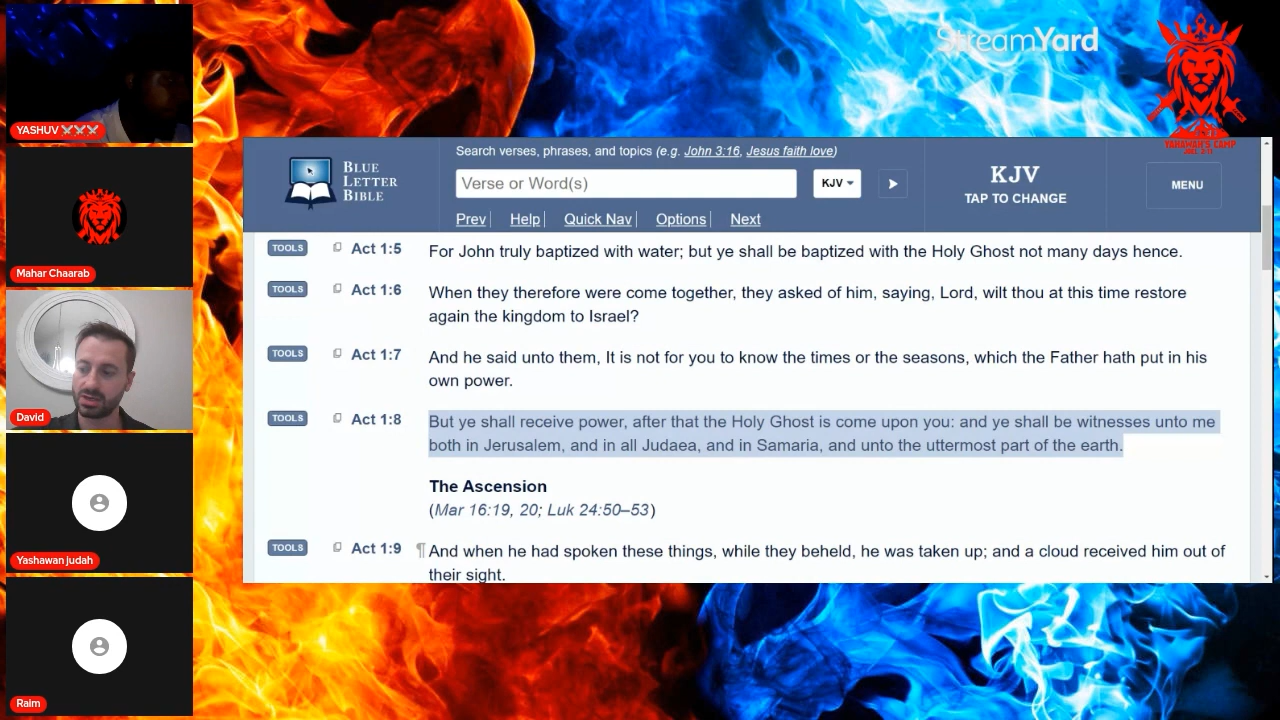 StreamYard
YAHAWAH'S CAMP
YASHUV
Mahar Chaarab
David
Yashawan judah
Raim
BLUE
LETTER
BIBLE
Search verses, phrases, and topics (e.g. John 3:16, Jesus faith love)
Verse or Word(s)
KJV
Prev | Help | Quick Nav | Options | Next
KJV
TAP TO CHANGE
MENU
TOOLS Act 1:5 For John truly baptized with water; but ye shall be baptized with the Holy Ghost not many days hence.
TOOLS Act 1:6 When they therefore were come together, they asked of him, saying, Lord, wilt thou at this time restore
again the kingdom to Israel?
TOOLS Act 1:7 And he said unto them, It is not for you to know the times or the seasons, which the Father hath put in his
own power.
TOOLS Act 1:8 But ye shall receive power, after that the Holy Ghost is come upon you: and ye shall be witnesses unto me
both in Jerusalem, and in all Judaea, and in Samaria, and unto the uttermost part of the earth.
The Ascension
(Mar 16:19, 20; Luk 24:50–53)
TOOLS Act 1:9 ¶ And when he had spoken these things, while they beheld, he was taken up; and a cloud received him out of
their sight.